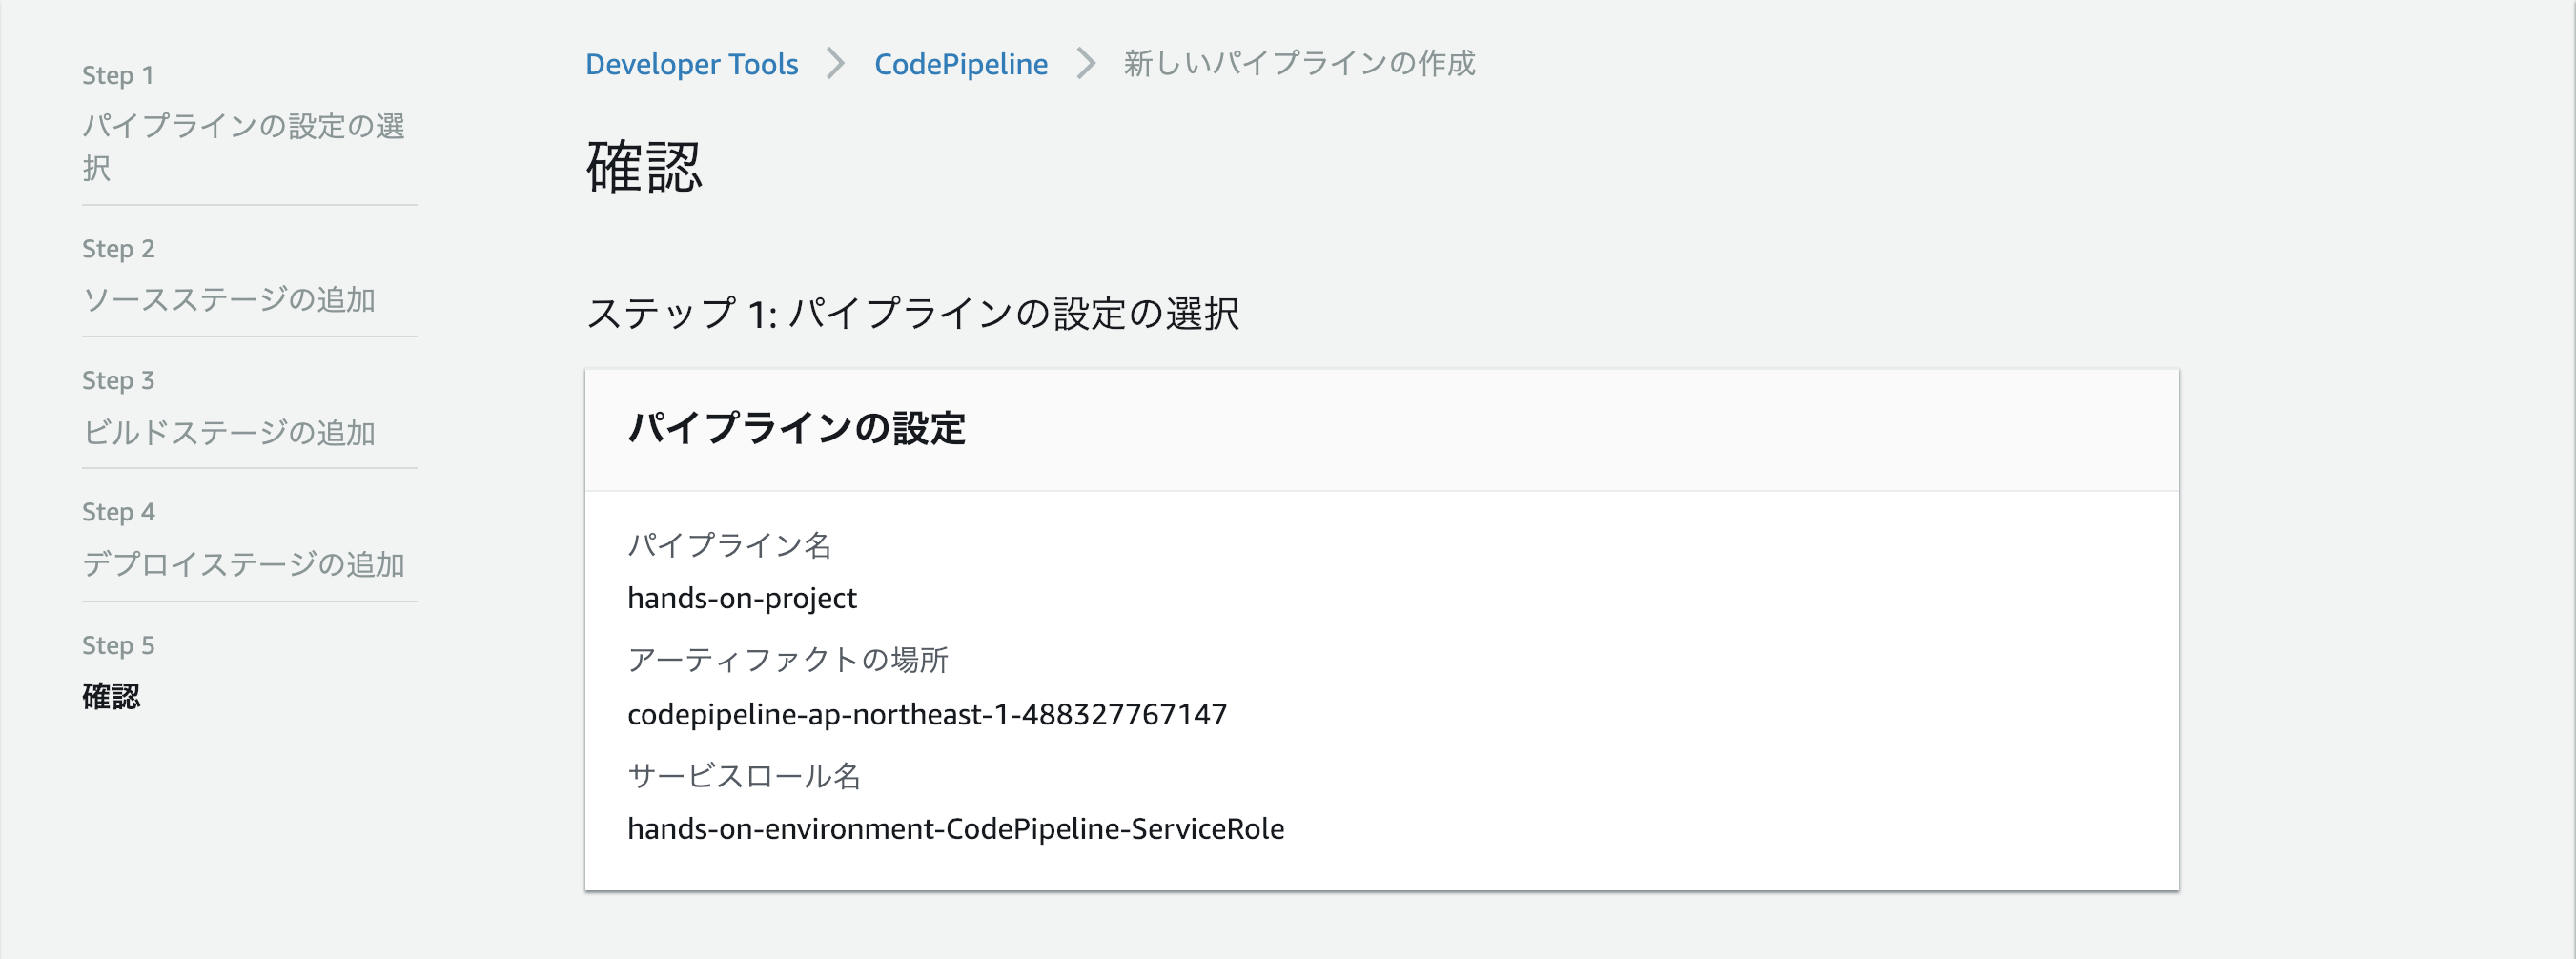 Step 1
パイプラインの設定の選
択
Step 2
ソースステージの追加
Step 3
ビルドステージの追加
Step 4
デプロイステージの追加
Step 5
確認
Developer Tools > CodePipeline > 新しいパイプラインの作成
確認
ステップ 1: パイプラインの設定の選択
パイプラインの設定
パイプライン名
hands-on-project
アーティファクトの場所
codepipeline-ap-northeast-1-488327767147
サービスロール名
hands-on-environment-CodePipeline-ServiceRole